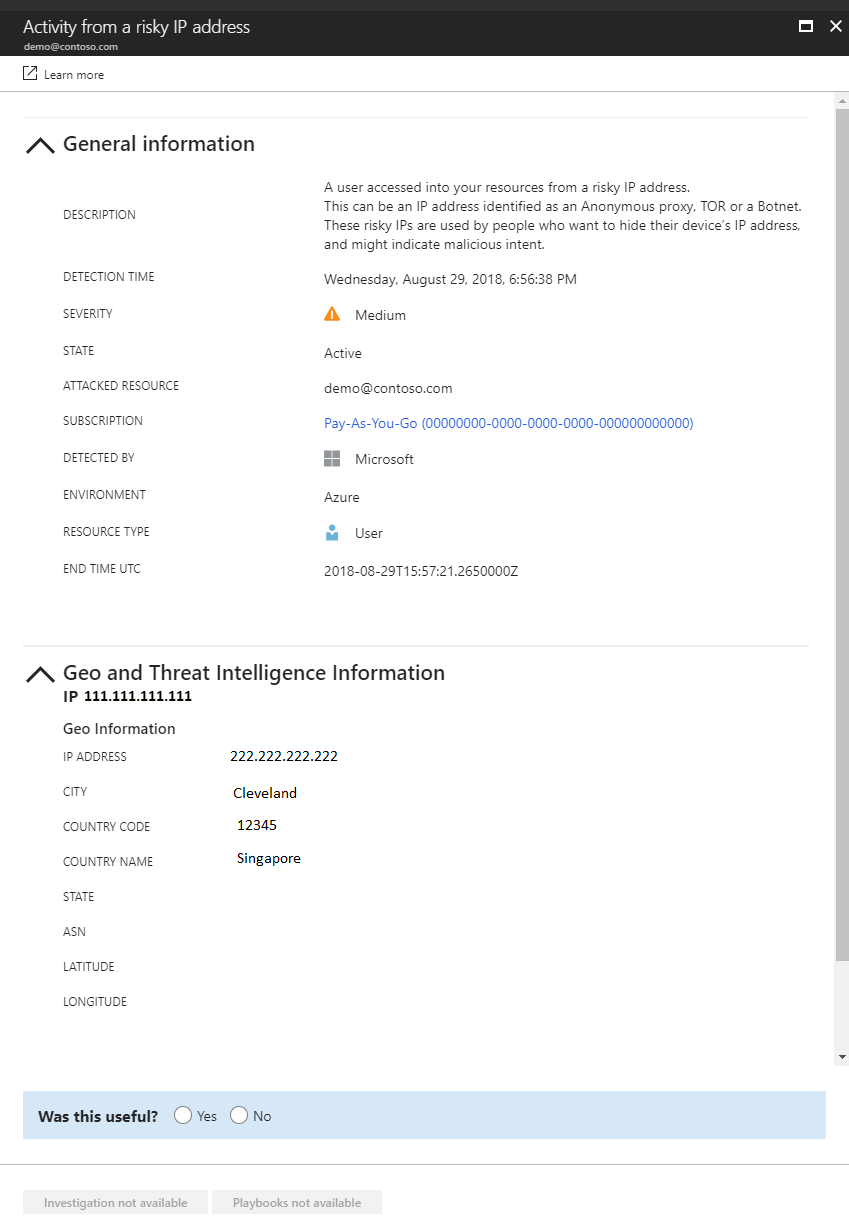 Activity from a risky IP address
demo@contoso.com
Learn more
General information
DESCRIPTION
A user accessed into your resources from a risky IP address.
This can be an IP address identified as an Anonymous proxy, TOR or a Botnet.
These risky IPs are used by people who want to hide their device's IP address,
and might indicate malicious intent.
DETECTION TIME
Wednesday, August 29, 2018, 6:56:38 PM
SEVERITY
Medium
STATE
Active
ATTACKED RESOURCE
demo@contoso.com
SUBSCRIPTION
Pay-As-You-Go (00000000-0000-0000-0000-000000000000)
DETECTED BY
Microsoft
ENVIRONMENT
Azure
RESOURCE TYPE
User
END TIME UTC
2018-08-29T15:57:21.2650000Z
Geo and Threat Intelligence Information
IP 111.111.111.111
Geo Information
IP ADDRESS
222.222.222.222
CITY
Cleveland
COUNTRY CODE
12345
COUNTRY NAME
Singapore
STATE
ASN
LATITUDE
LONGITUDE
Was this useful? Yes No
Investigation not available Playbooks not available